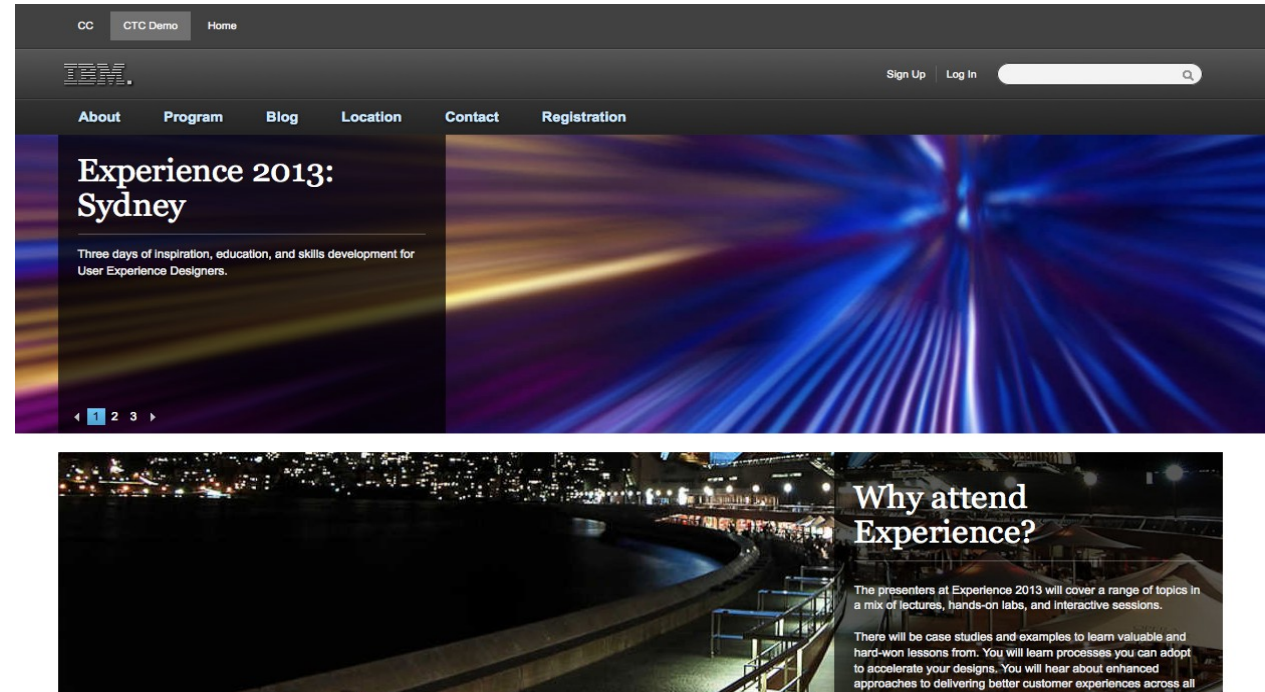 CC CTC Demo Home
IBM.
Sign Up Log In
About Program Blog Location Contact Registration
Experience 2013:
Sydney
Three days of inspiration, education, and skills development for
User Experience Designers.
1 2 3
Why attend
Experience?
The presenters at Experience 2013 will cover a range of topics in
a mix of lectures, hands-on labs, and interactive sessions.
There will be case studies and examples to learn valuable and
hard-won lessons from. You will learn processes you can adopt
to accelerate your designs. You will hear about enhanced
approaches to delivering better customer experiences across all